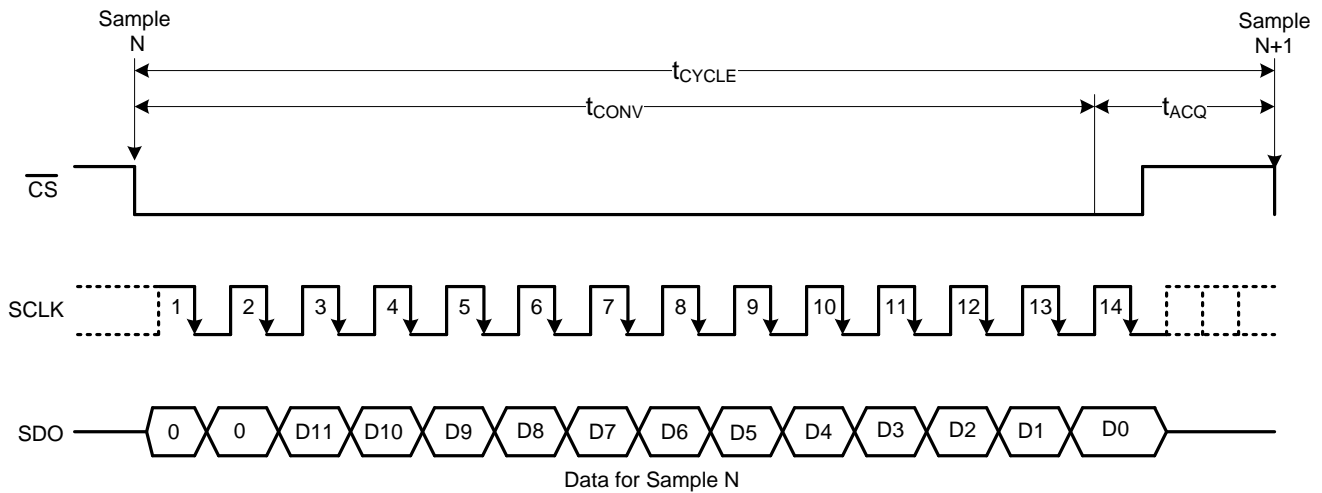 Sample
N
Sample
N+1
tCYCLE
tCONV
tACQ
CS
SCLK
1 2 3 4 5 6 7 8 9 10 11 12 13 14
SDO
0 0 D11 D10 D9 D8 D7 D6 D5 D4 D3 D2 D1 D0
Data for Sample N